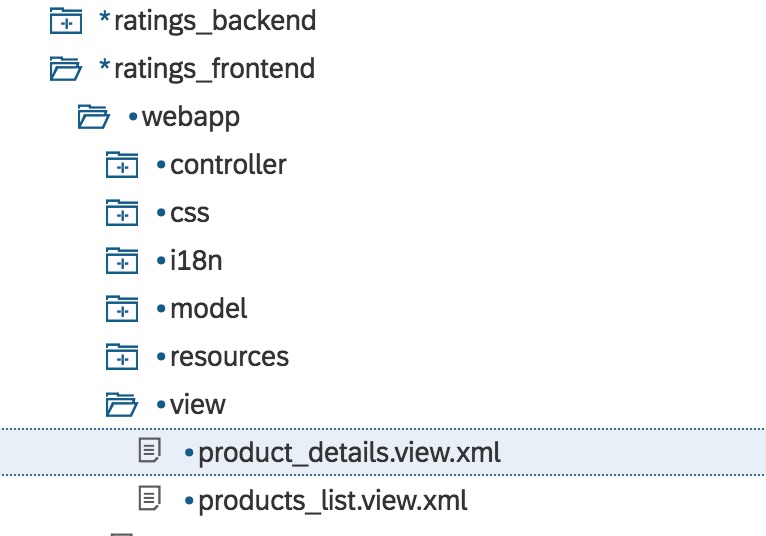 *ratings_backend
*ratings_frontend
•webapp
•controller
•css
•i18n
•model
•resources
•view
•product_details.view.xml
•products_list.view.xml